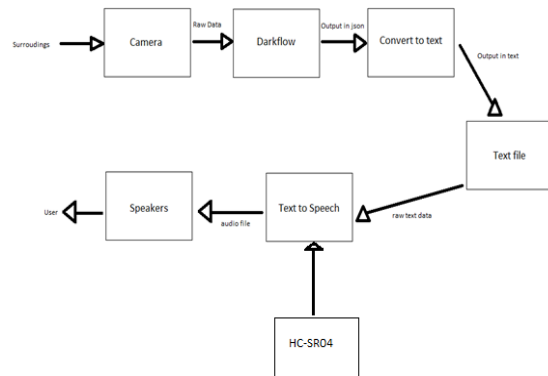 Surroudings
Camera
Raw Data
Darkflow
Output in json
Convert to text
Output in text
Text file
raw text data
Text to Speech
audio file
Speakers
User
HC-SR04